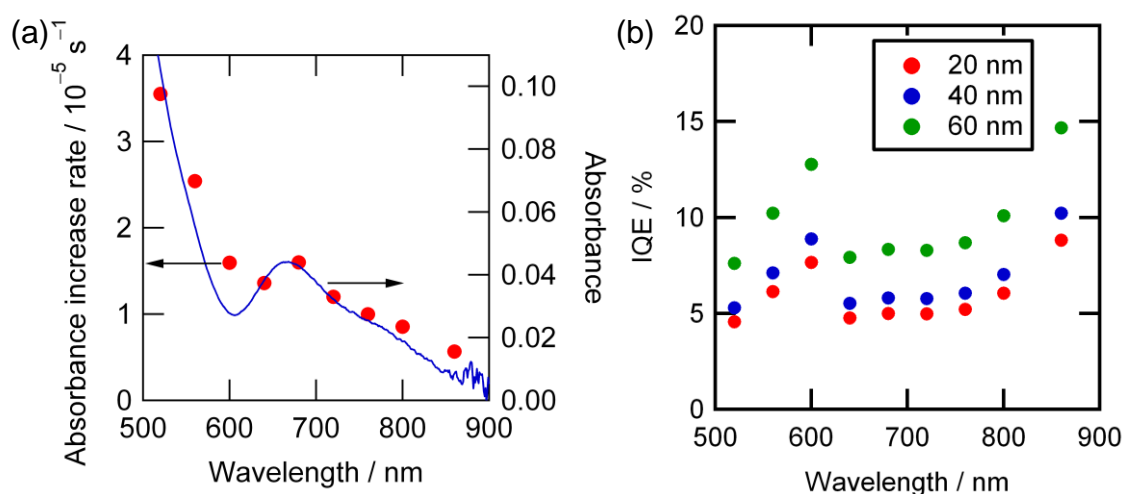 (a)
Absorbance increase rate / 10⁻⁵ s⁻¹
4
3
2
1
0
0.10
0.08
0.06
0.04
0.02
0.00
Absorbance
500 600 700 800 900
Wavelength / nm
(b)
IQE / %
20
15
10
5
0
20 nm
40 nm
60 nm
500 600 700 800 900
Wavelength / nm